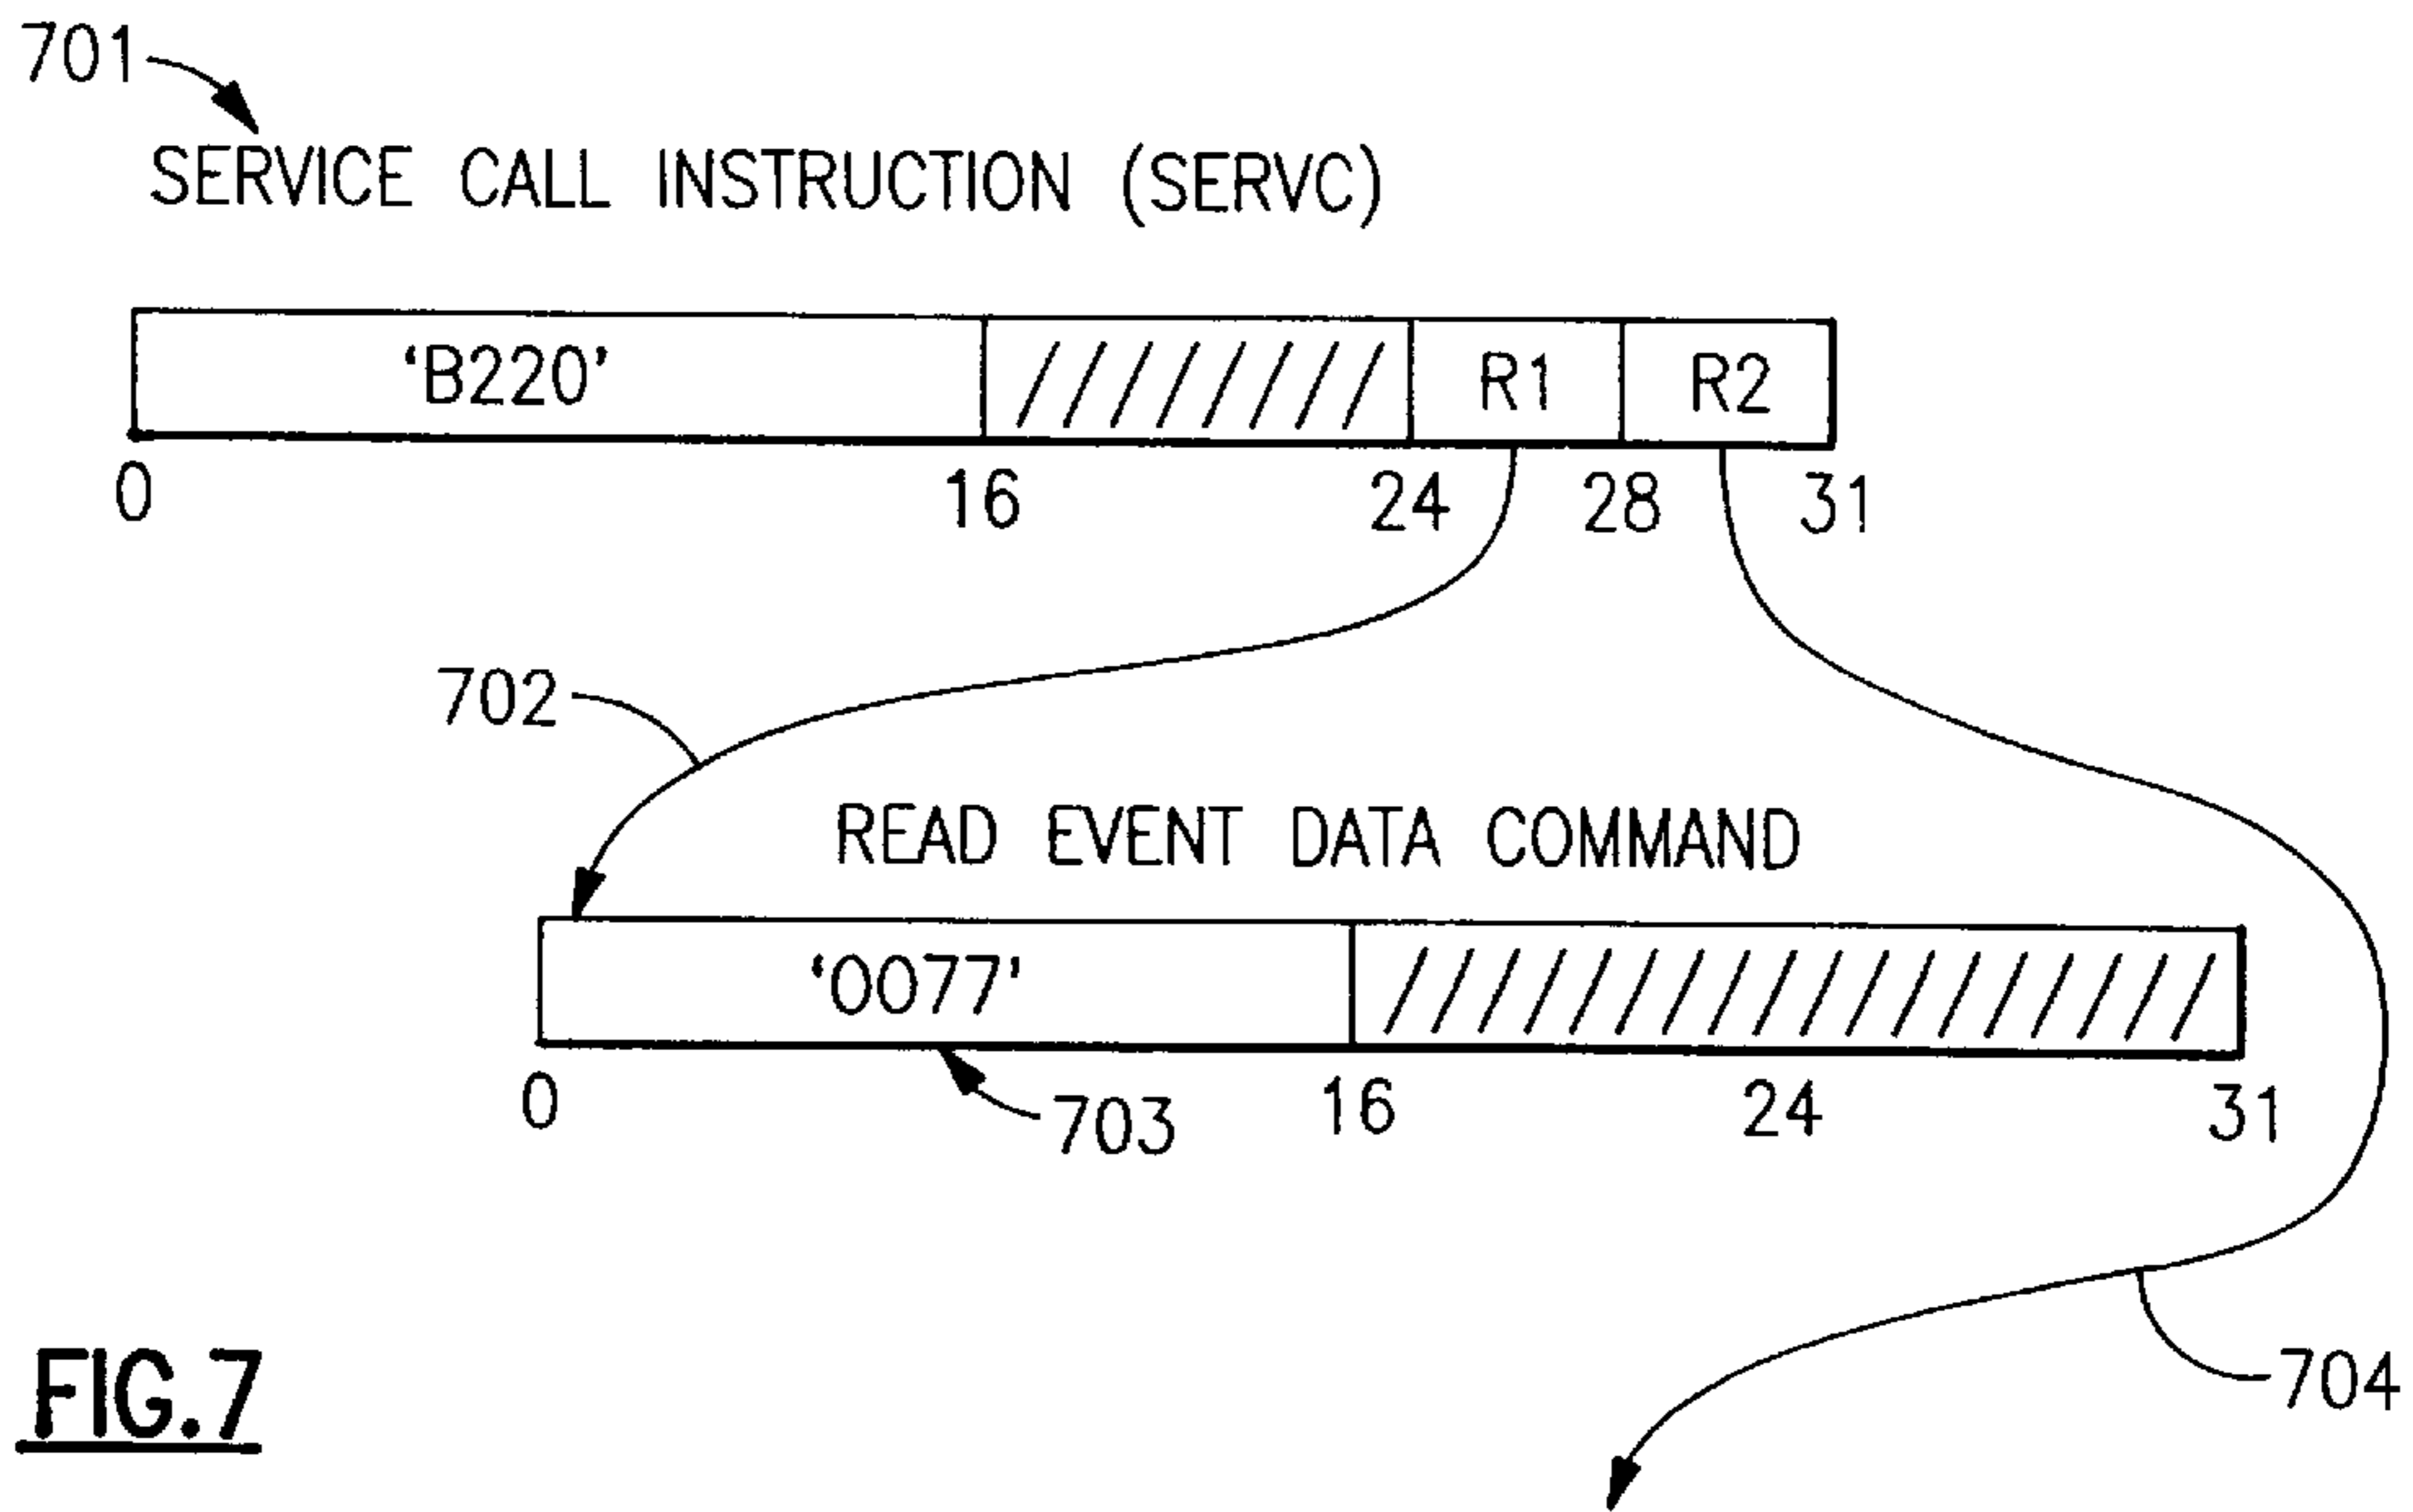 701
SERVICE CALL INSTRUCTION (SERVC)
‘B220’ R1 R2
0 16 24 28 31
702
READ EVENT DATA COMMAND
‘0077’
0 16 24 31
703
FIG.7
704